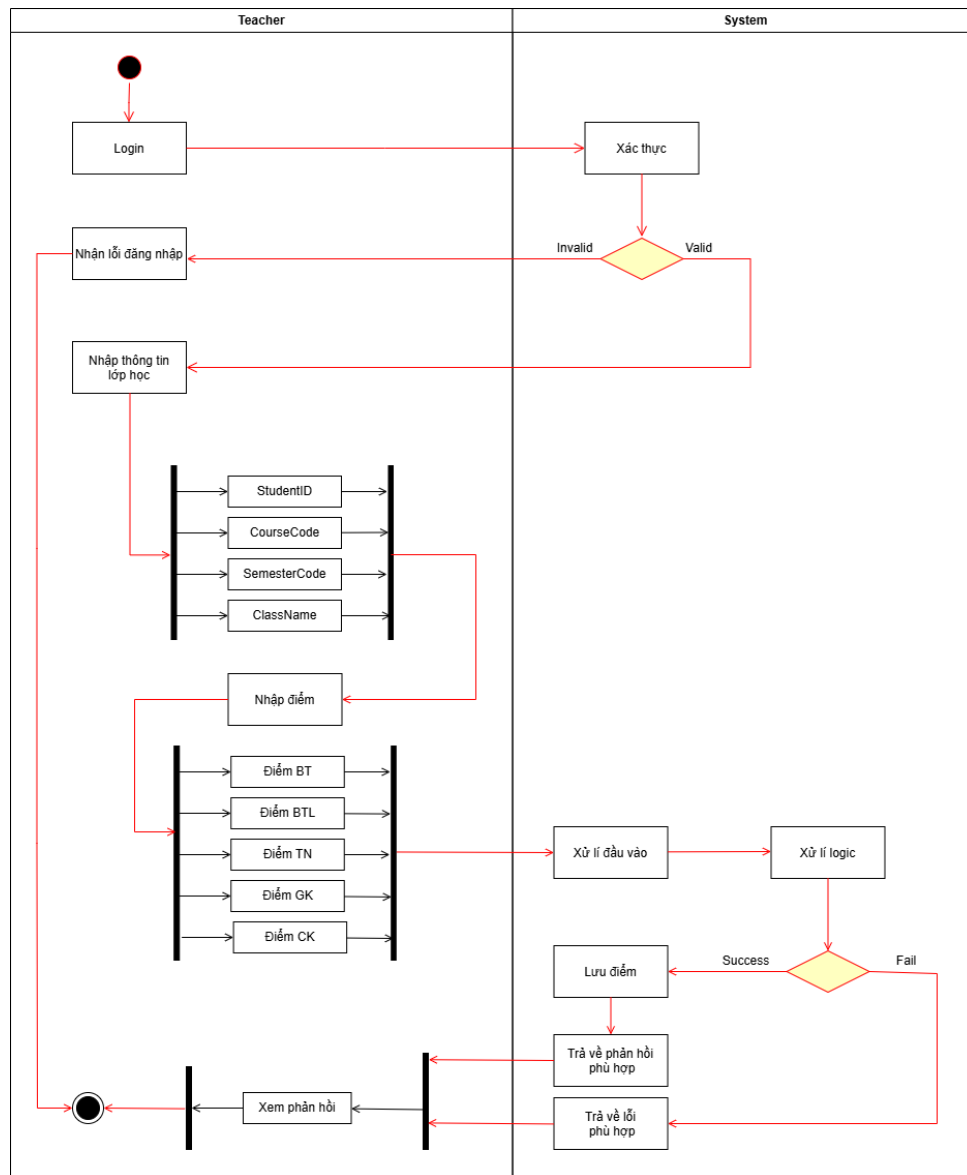 Teacher
System
Login
Xác thực
Nhận lỗi đăng nhập
Invalid
Valid
Nhập thông tin
lớp học
StudentID
CourseCode
SemesterCode
ClassName
Nhập điểm
Điểm BT
Điểm BTL
Điểm TN
Điểm GK
Điểm CK
Xử lí đầu vào
Xử lí logic
Success
Fail
Lưu điểm
Trả về phản hồi
phù hợp
Xem phản hồi
Trả về lỗi
phù hợp